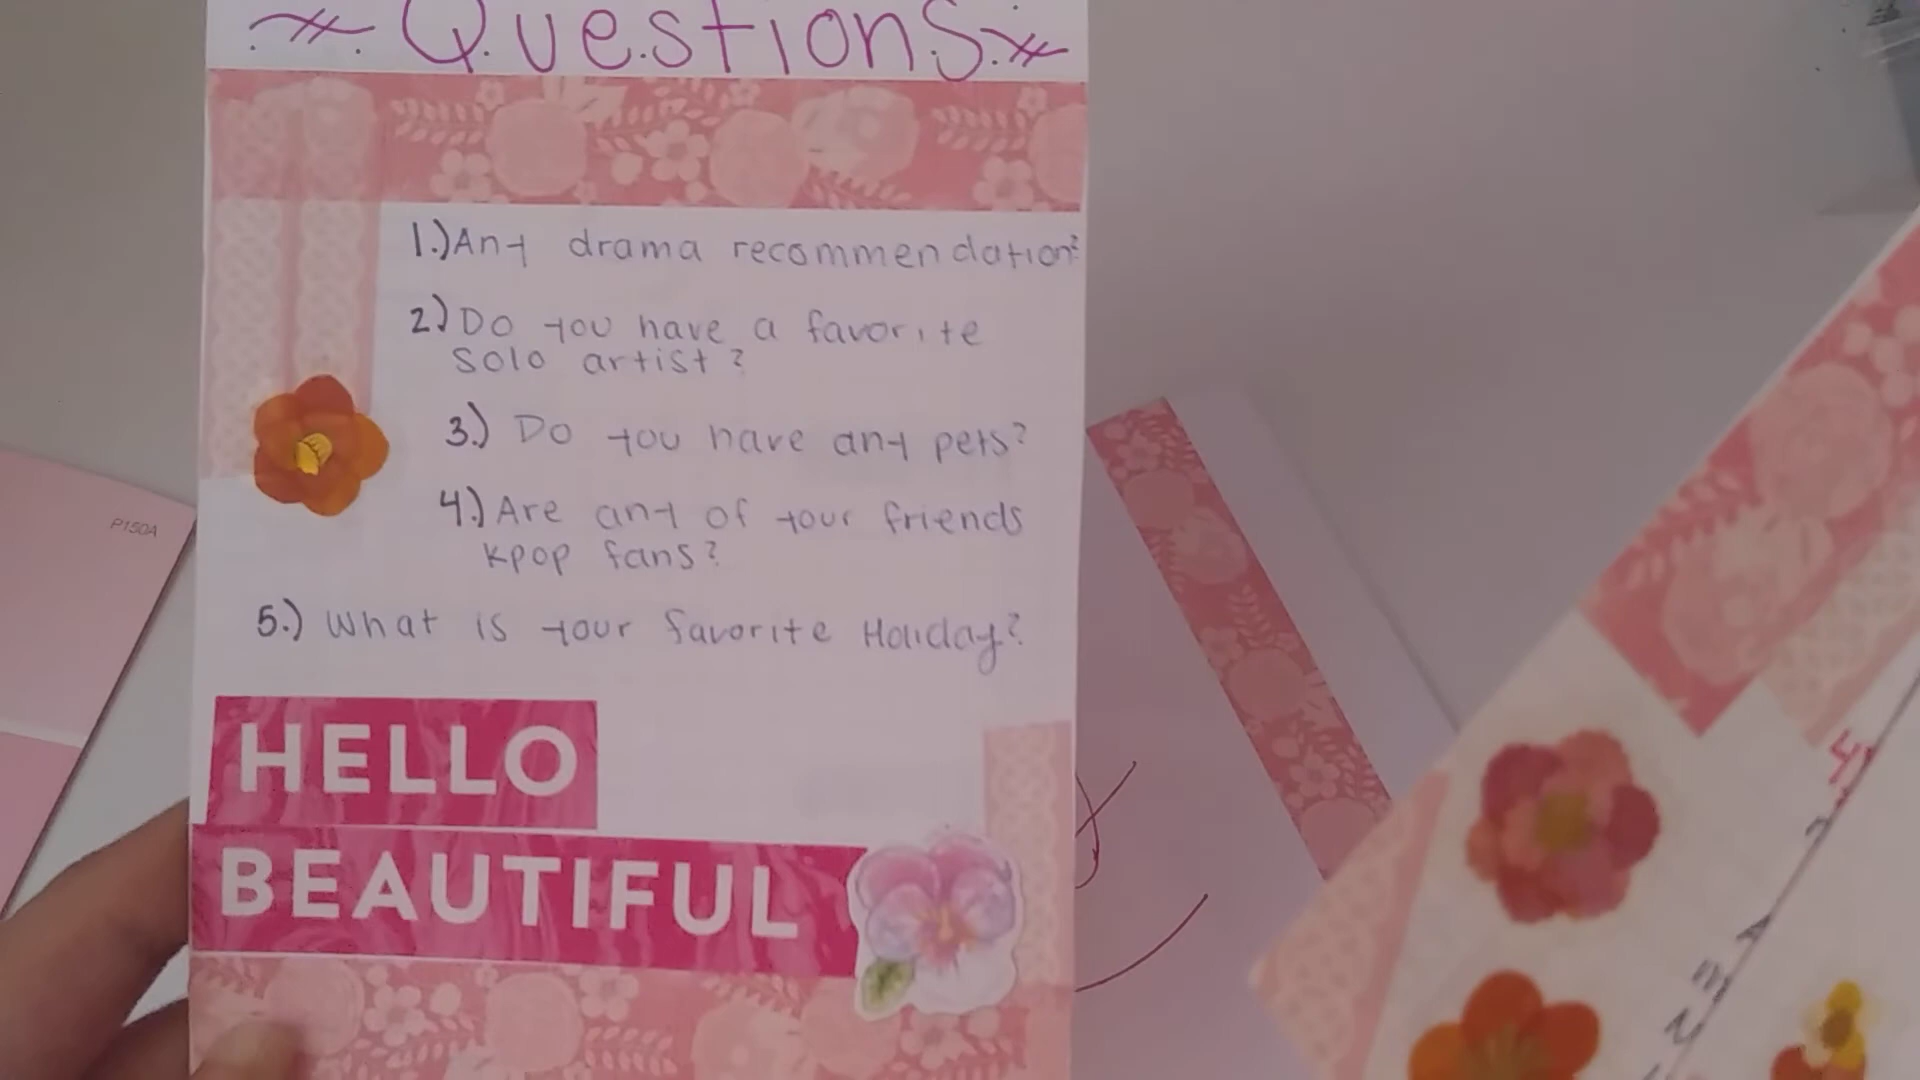 Questions
1.) Any drama recommendation?
2) Do you have a favorite
solo artist?
3.) Do you have any pets?
4.) Are any of your friends
kpop fans?
5.) What is your favorite Holiday?
HELLO
BEAUTIFUL
P150A